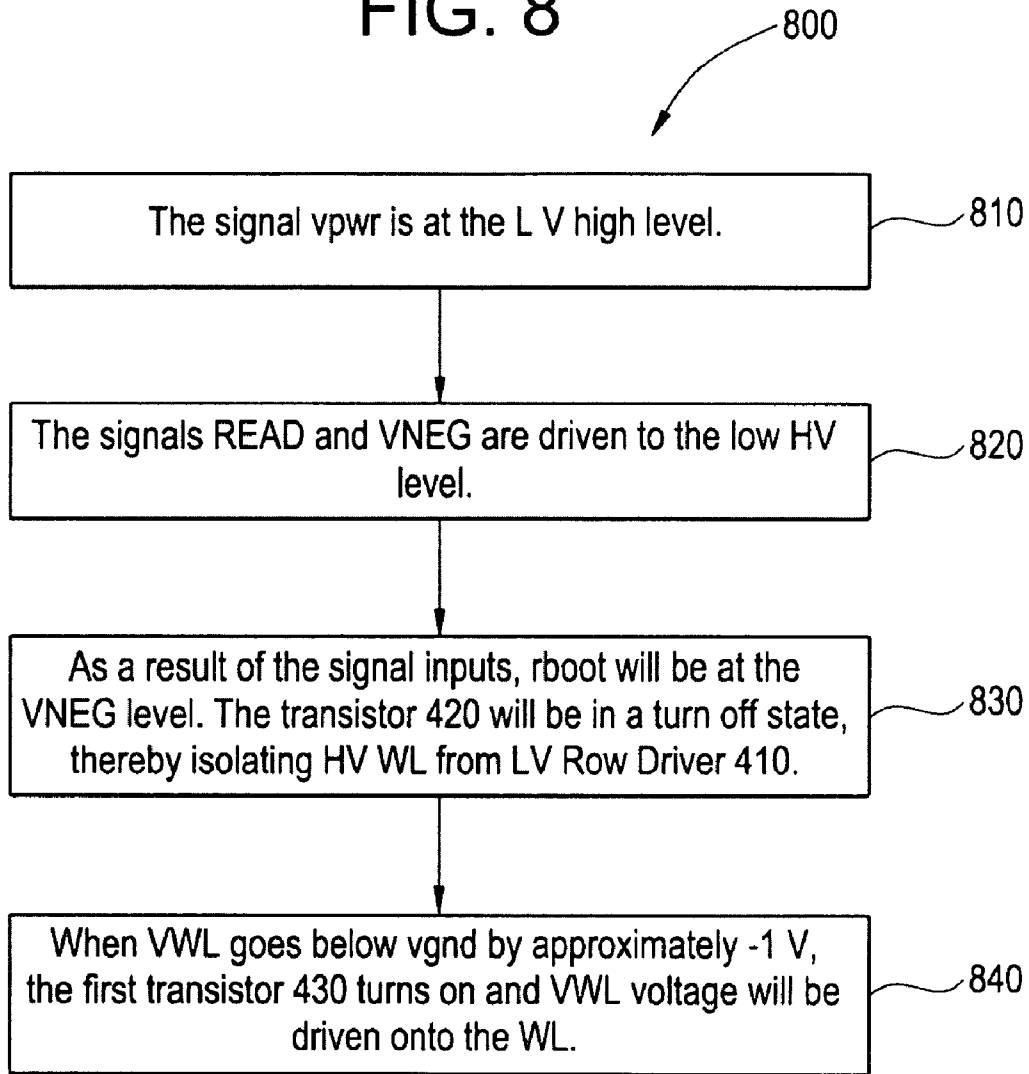 FIG. 8
800
The signal vpwr is at the L V high level.
810
The signals READ and VNEG are driven to the low HV
level.
820
As a result of the signal inputs, rboot will be at the
VNEG level. The transistor 420 will be in a turn off state,
thereby isolating HV WL from LV Row Driver 410.
830
When VWL goes below vgnd by approximately -1 V,
the first transistor 430 turns on and VWL voltage will be
driven onto the WL.
840